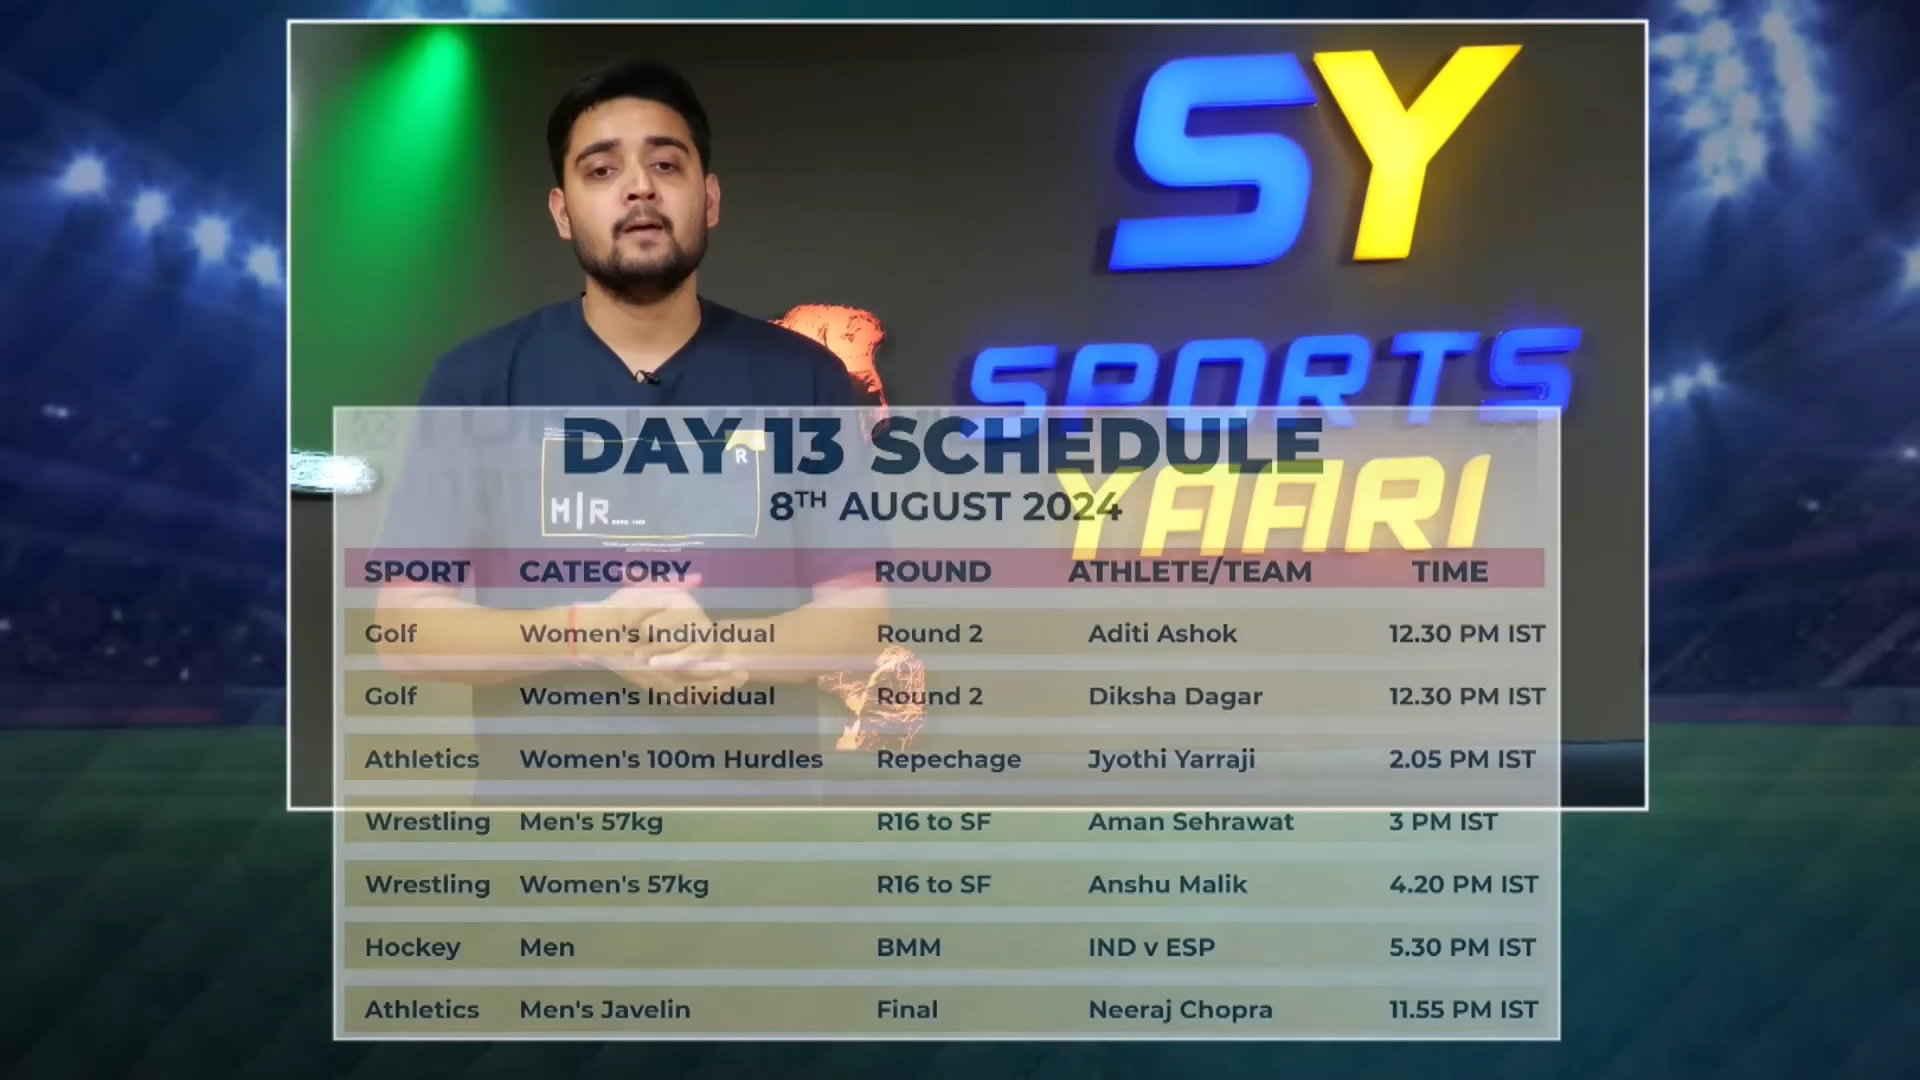 SY
SPORTS
YAARI
R
M|R
DAY 13 SCHEDULE
8TH AUGUST 2024
SPORT CATEGORY ROUND ATHLETE/TEAM TIME
Golf Women's Individual Round 2 Aditi Ashok 12.30 PM IST
Golf Women's Individual Round 2 Diksha Dagar 12.30 PM IST
Athletics Women's 100m Hurdles Repechage Jyothi Yarraji 2.05 PM IST
Wrestling Men's 57kg R16 to SF Aman Sehrawat 3 PM IST
Wrestling Women's 57kg R16 to SF Anshu Malik 4.20 PM IST
Hockey Men BMM IND v ESP 5.30 PM IST
Athletics Men's Javelin Final Neeraj Chopra 11.55 PM IST